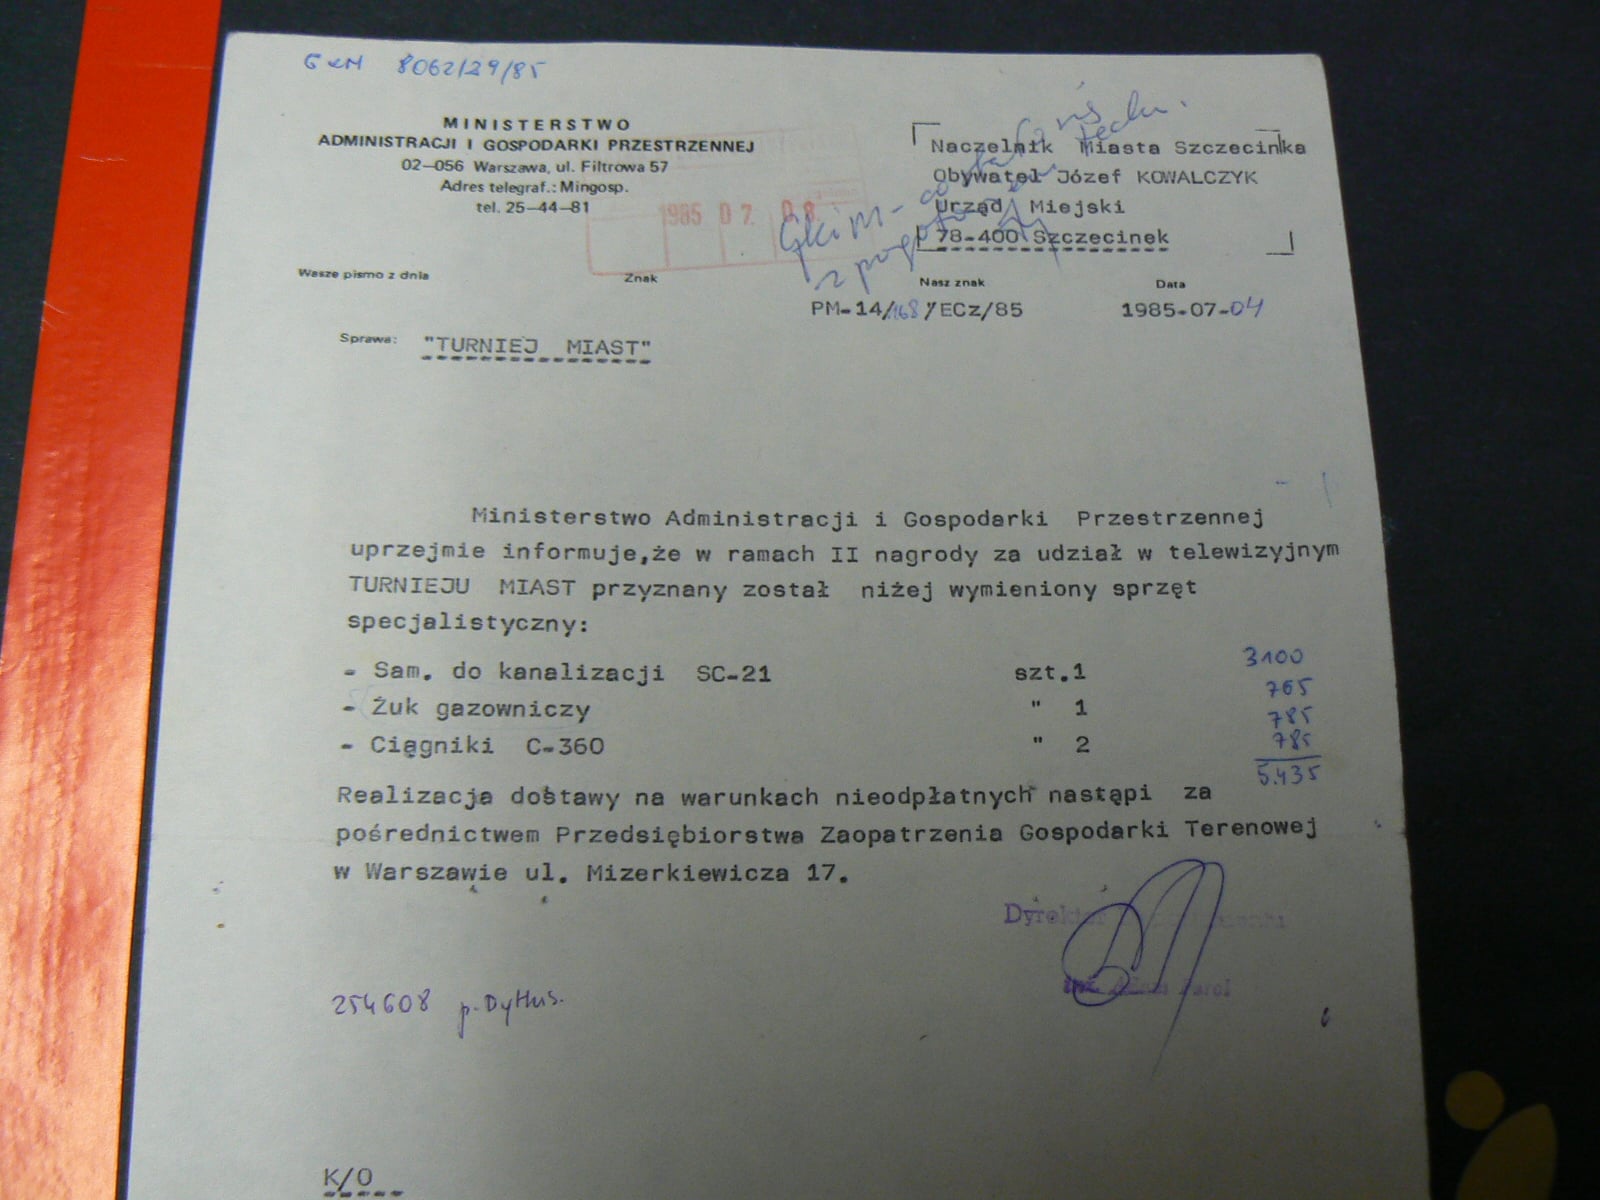 GKM 8062/29/85
MINISTERSTWO
ADMINISTRACJI I GOSPODARKI PRZESTRZENNEJ
02—056 Warszawa, ul. Filtrowa 57
Adres telegraf.: Mingosp.
tel. 25—44—81
1985 07. 08.
Naczelnik Miasta Szczecinka
Obywatel Józef KOWALCZYK
Urząd Miejski
78-400 Szczecinek
GKiM -
Wasze pismo z dnia
Znak
Nasz znak
Data
PM-14/168/ECz/85
1985-07-04
Sprawa: "TURNIEJ MIAST"
Ministerstwo Administracji i Gospodarki Przestrzennej
uprzejmie informuje,że w ramach II nagrody za udział w telewizyjnym
TURNIEJU MIAST przyznany został niżej wymieniony sprzęt
specjalistyczny:
- Sam. do kanalizacji SC-21 szt.1 3100
- Żuk gazowniczy " 1 765
- Ciągniki C-360 " 2 785
785
5.435
Realizacja dostawy na warunkach nieodpłatnych nastąpi za
pośrednictwem Przedsiębiorstwa Zaopatrzenia Gospodarki Terenowej
w Warszawie ul. Mizerkiewicza 17.
Dyrektor
inż. Adam
254608 p. Dyttus.
K/O